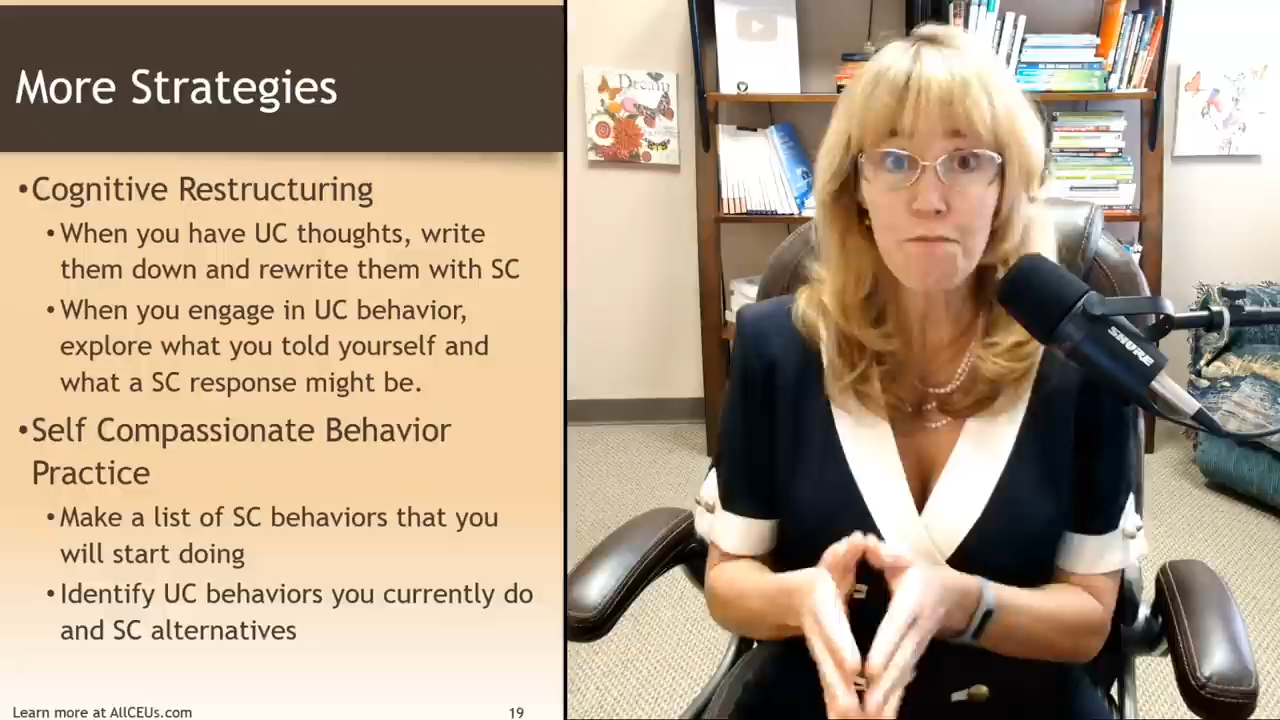 More Strategies
•Cognitive Restructuring
•When you have UC thoughts, write
them down and rewrite them with SC
•When you engage in UC behavior,
explore what you told yourself and
what a SC response might be.
•Self Compassionate Behavior
Practice
•Make a list of SC behaviors that you
will start doing
•Identify UC behaviors you currently do
and SC alternatives
Learn more at AllCEUs.com
19
Dream
SHURE